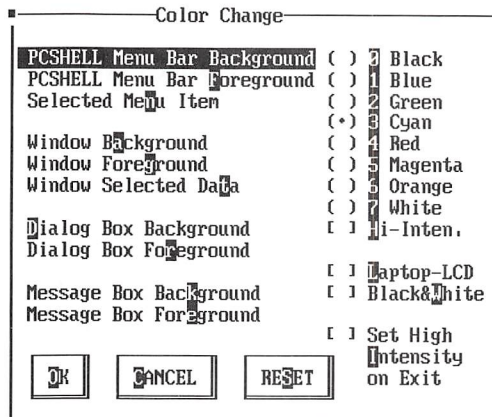 Color Change
PCSHELL Menu Bar Background ( ) 0 Black
PCSHELL Menu Bar Foreground ( ) 1 Blue
Selected Menu Item ( ) 2 Green
(•) 3 Cyan
Window Background ( ) 4 Red
Window Foreground ( ) 5 Magenta
Window Selected Data ( ) 6 Orange
( ) 7 White
Dialog Box Background [ ] Hi-Inten.
Dialog Box Foreground
[ ] Laptop-LCD
Message Box Background [ ] Black&White
Message Box Foreground
[ ] Set High
Intensity
on Exit
OK CANCEL RESET